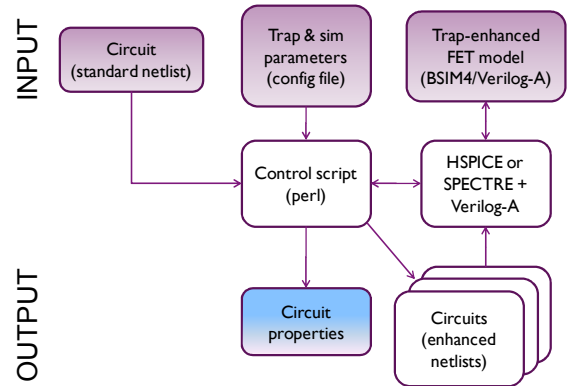 INPUT
Circuit
(standard netlist)
Trap & sim
parameters
(config file)
Trap-enhanced
FET model
(BSIM4/Verilog-A)
Control script
(perl)
HSPICE or
SPECTRE +
Verilog-A
OUTPUT
Circuit
properties
Circuits
(enhanced
netlists)